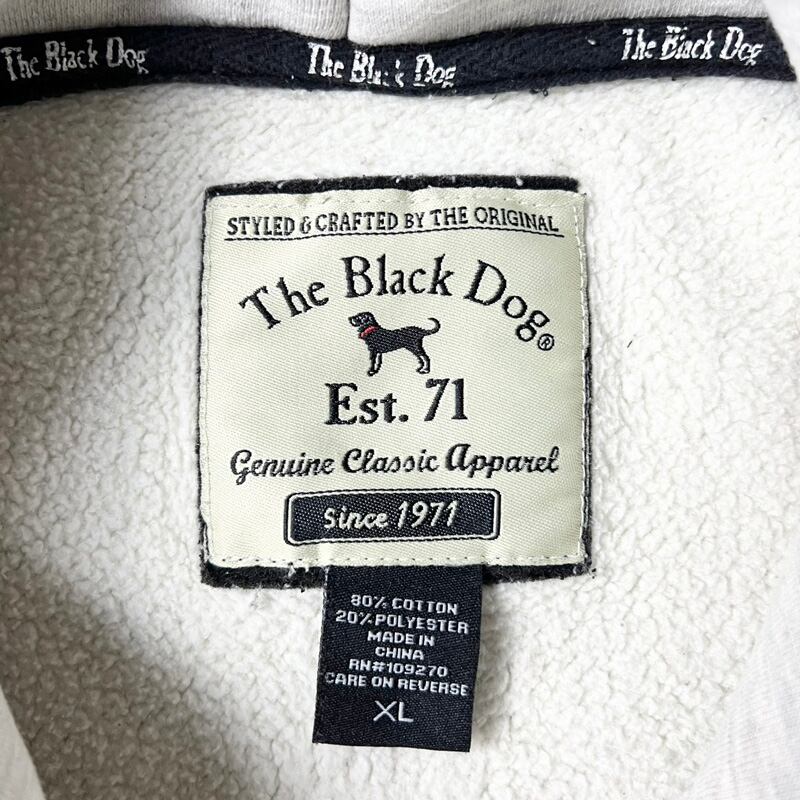 The Black Dog The Black Dog The Black Dog
STYLED & CRAFTED BY THE ORIGINAL
The Black Dog®
Est. 71
Genuine Classic Apparel
Since 1971
80% COTTON
20% POLYESTER
MADE IN
CHINA
RN#109270
CARE ON REVERSE
XL